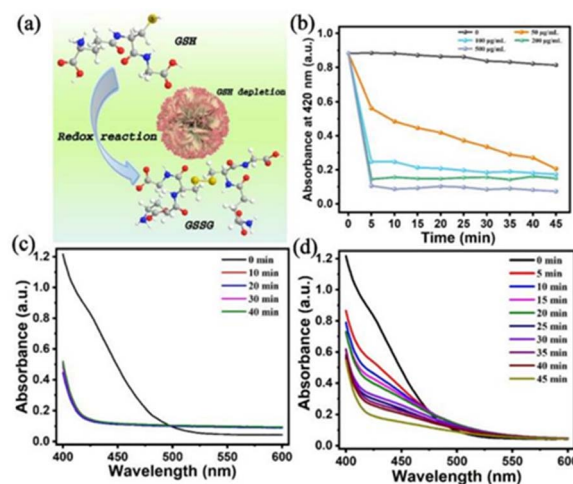 (a)
GSH
GSH depletion
Redox reaction
GSSG
(b)
0
50 μg/mL
100 μg/mL
200 μg/mL
500 μg/mL
Absorbance at 420 nm (a.u.)
1.2
1.0
0.8
0.6
0.4
0.2
0.0
0 5 10 15 20 25 30 35 40 45
Time (min)
(c)
0 min
10 min
20 min
30 min
40 min
Absorbance (a.u.)
1.2
1.0
0.8
0.6
0.4
0.2
0.0
400 450 500 550 600
Wavelength (nm)
(d)
0 min
5 min
10 min
15 min
20 min
25 min
30 min
35 min
40 min
45 min
Absorbance (a.u.)
1.2
1.0
0.8
0.6
0.4
0.2
0.0
400 450 500 550 600
Wavelength (nm)